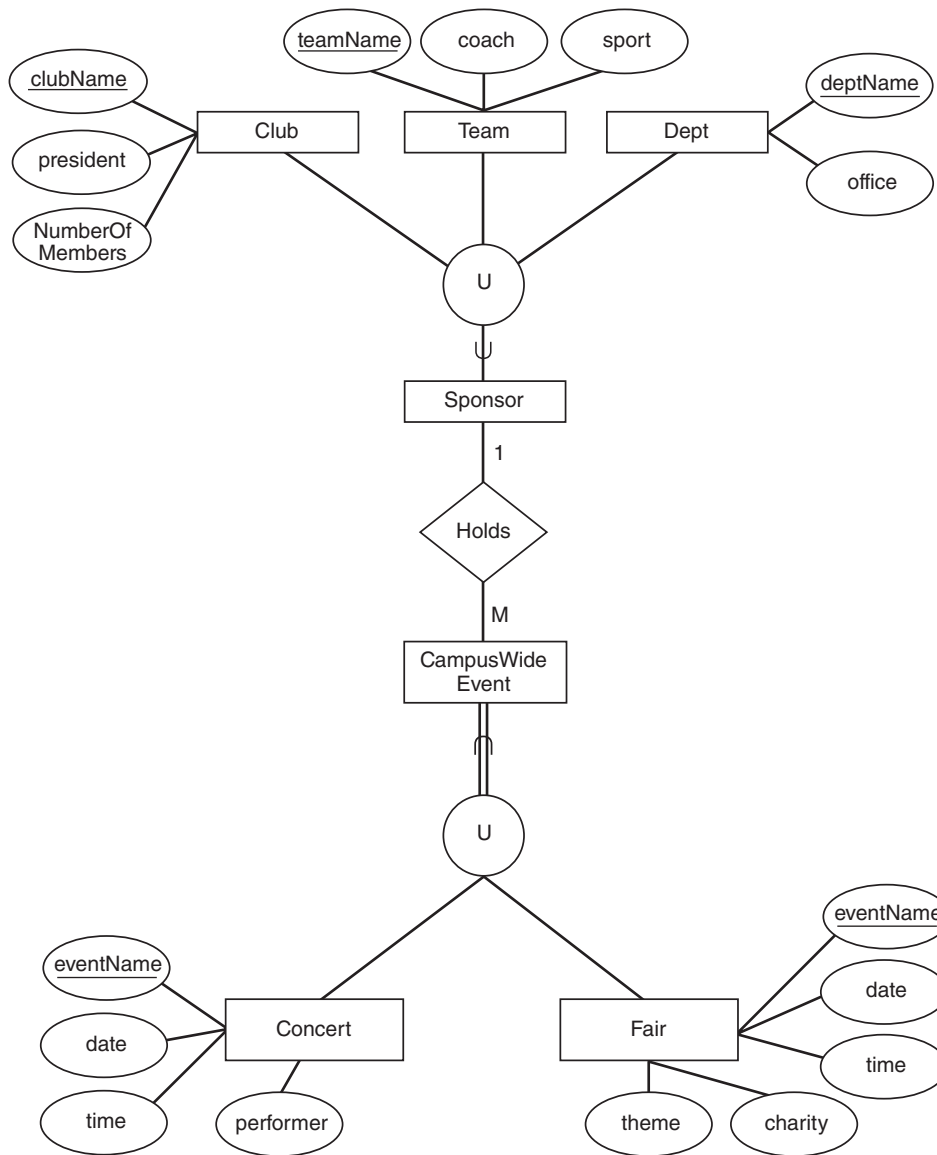 teamName
coach
sport
clubName
deptName
Club
Team
Dept
president
office
NumberOf
Members
U
Sponsor
1
Holds
M
CampusWide
Event
U
eventName
eventName
date
Concert
Fair
date
time
time
performer
theme
charity